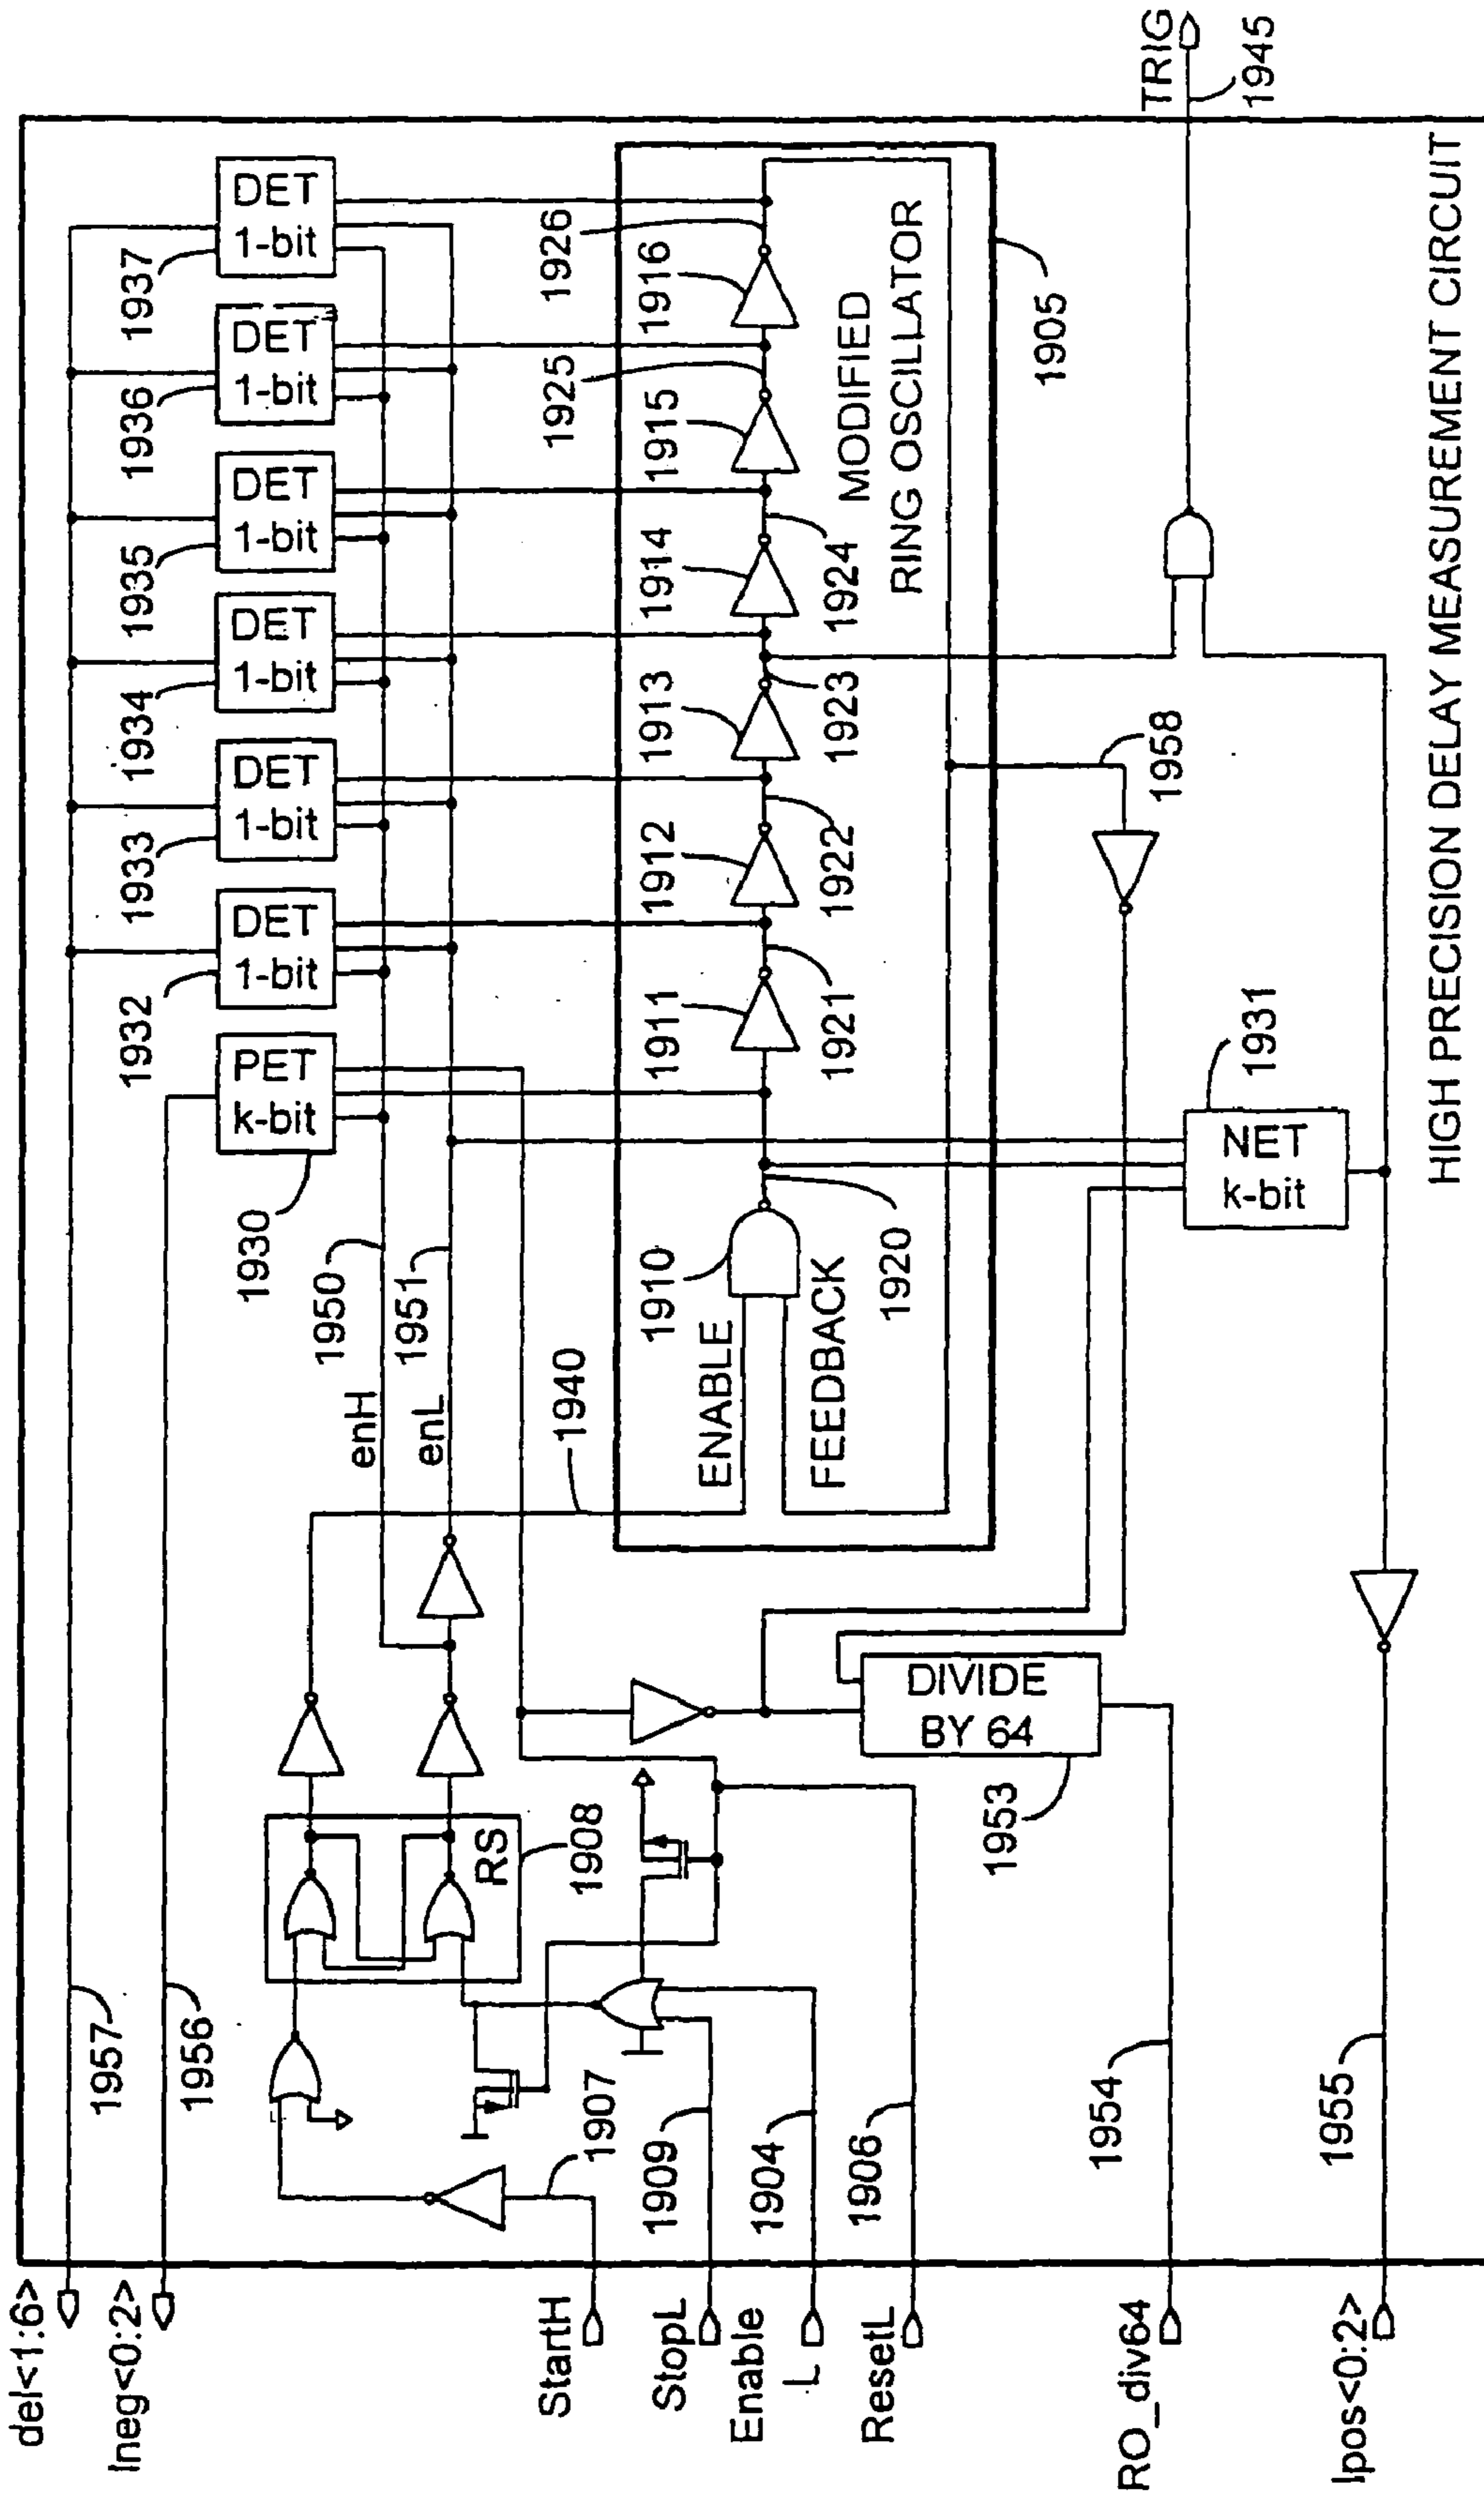 del<1:6>
lneg<0:2>
StartH
StopL
Enable
L
ResetL
RO_div64
lpos<0:2>
1957
1956
1907
1909
1904
1906
1954
1955
RS
1908
1953
DIVIDE
BY 64
enH
enL
1950
1951
1940
1930
PET
k-bit
1932
DET
1-bit
1933
DET
1-bit
1934
DET
1-bit
1935
DET
1-bit
1936
DET
1-bit
1937
DET
1-bit
ENABLE
FEEDBACK
1910
1920
1911
1921
1912
1922
1913
1923
1914
1924
1915
1925
1916
1926
MODIFIED
RING OSCILLATOR
1905
1958
1931
NET
k-bit
TRIG
1945
HIGH PRECISION DELAY MEASUREMENT CIRCUIT